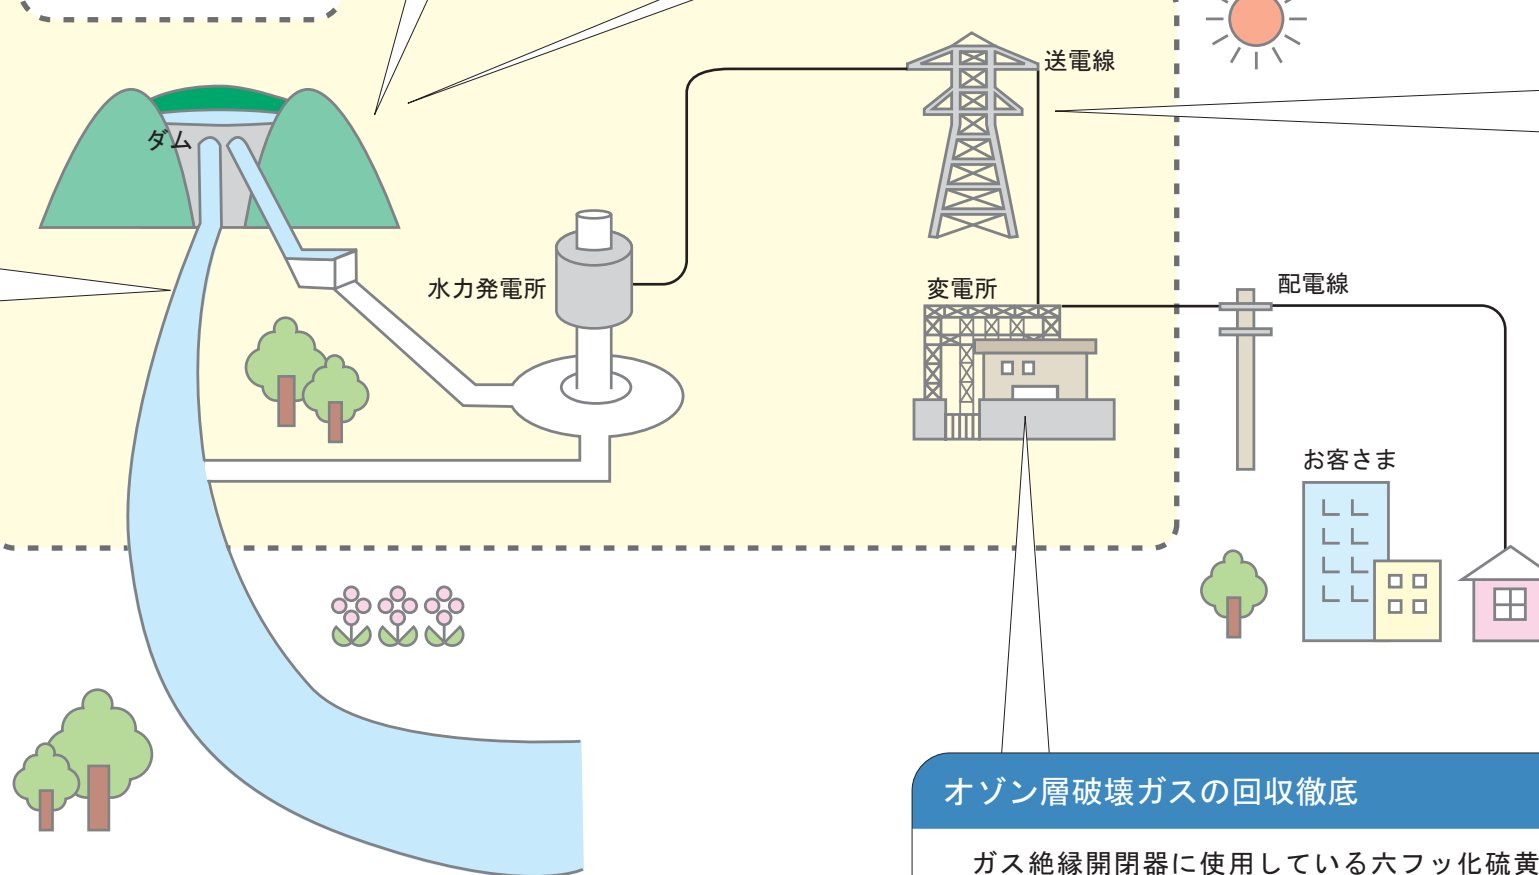 送電線
ダム
水力発電所
変電所
配電線
お客さま
オゾン層破壊ガスの回収徹底
ガス絶縁開閉器に使用している六フッ化硫黄